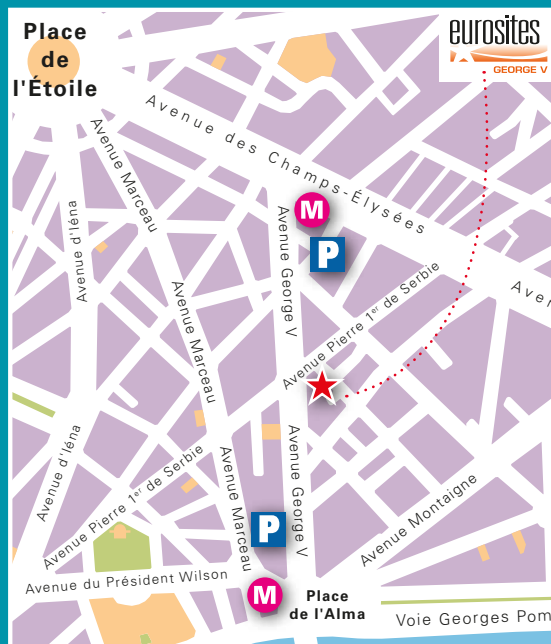 Place
de
l'Étoile
eurosites
GEORGE V
Avenue des Champs-Élysées
Avenue Marceau
Avenue d'Iéna
M
P
Avenue George V
Avenue Pierre 1er de Serbie
Avenue Marceau
Aven
Avenue d'Iéna
Avenue Pierre 1er de Serbie
Avenue Marceau
Avenue George V
Avenue Montaigne
P
Avenue du Président Wilson
M
Place
de l'Alma
Voie Georges Pom